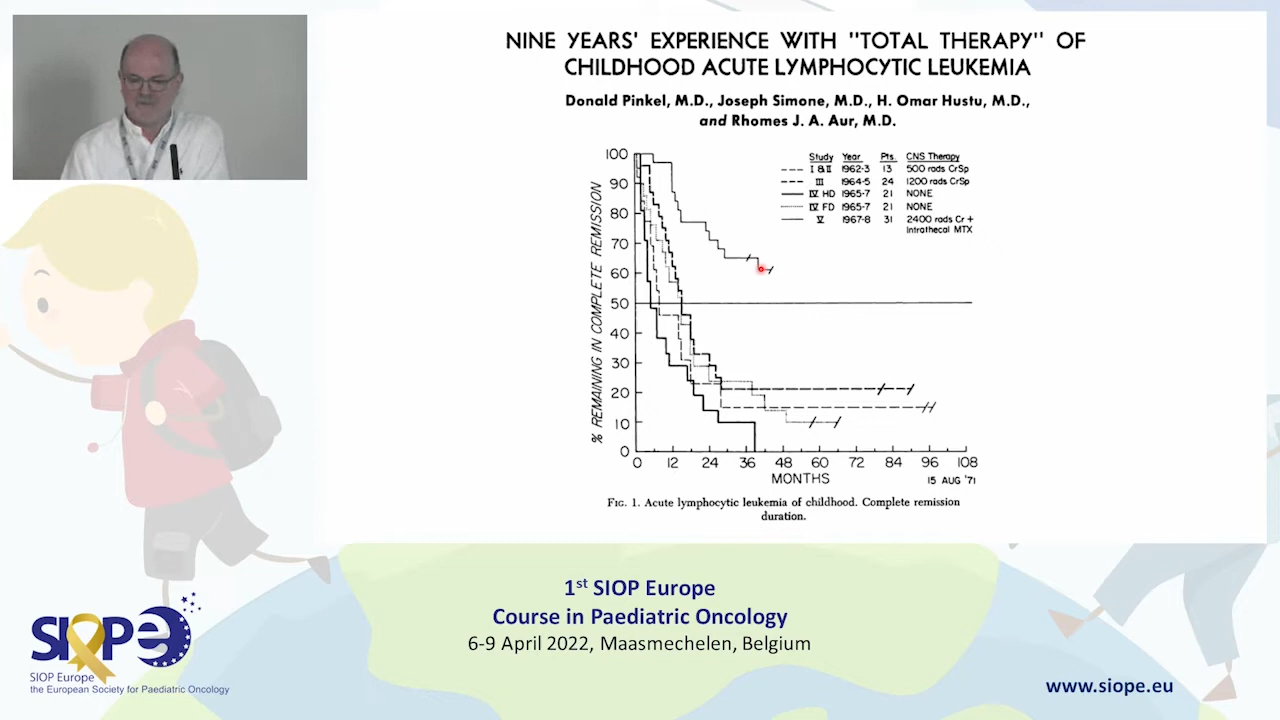 NINE YEARS' EXPERIENCE WITH "TOTAL THERAPY" OF
CHILDHOOD ACUTE LYMPHOCYTIC LEUKEMIA
Donald Pinkel, M.D., Joseph Simone, M.D., H. Omar Hustu, M.D.,
and Rhomes J. A. Aur, M.D.
% REMAINING IN COMPLETE REMISSION
100
90
80
70
60
50
40
30
20
10
0
Study Year Pts. CNS Therapy
I & II 1962-3 13 500 rads CrSp
III 1964-5 24 1200 rads CrSp
IV HD 1965-7 21 NONE
IV FD 1965-7 21 NONE
V 1967-8 31 2400 rads Cr +
Intrathecal MTX
0 12 24 36 48 60 72 84 96 108
MONTHS
15 AUG '71
FIG. 1. Acute lymphocytic leukemia of childhood. Complete remission
duration.
1st SIOP Europe
Course in Paediatric Oncology
6-9 April 2022, Maasmechelen, Belgium
SIOPe
SIOP Europe
the European Society for Paediatric Oncology
www.siope.eu